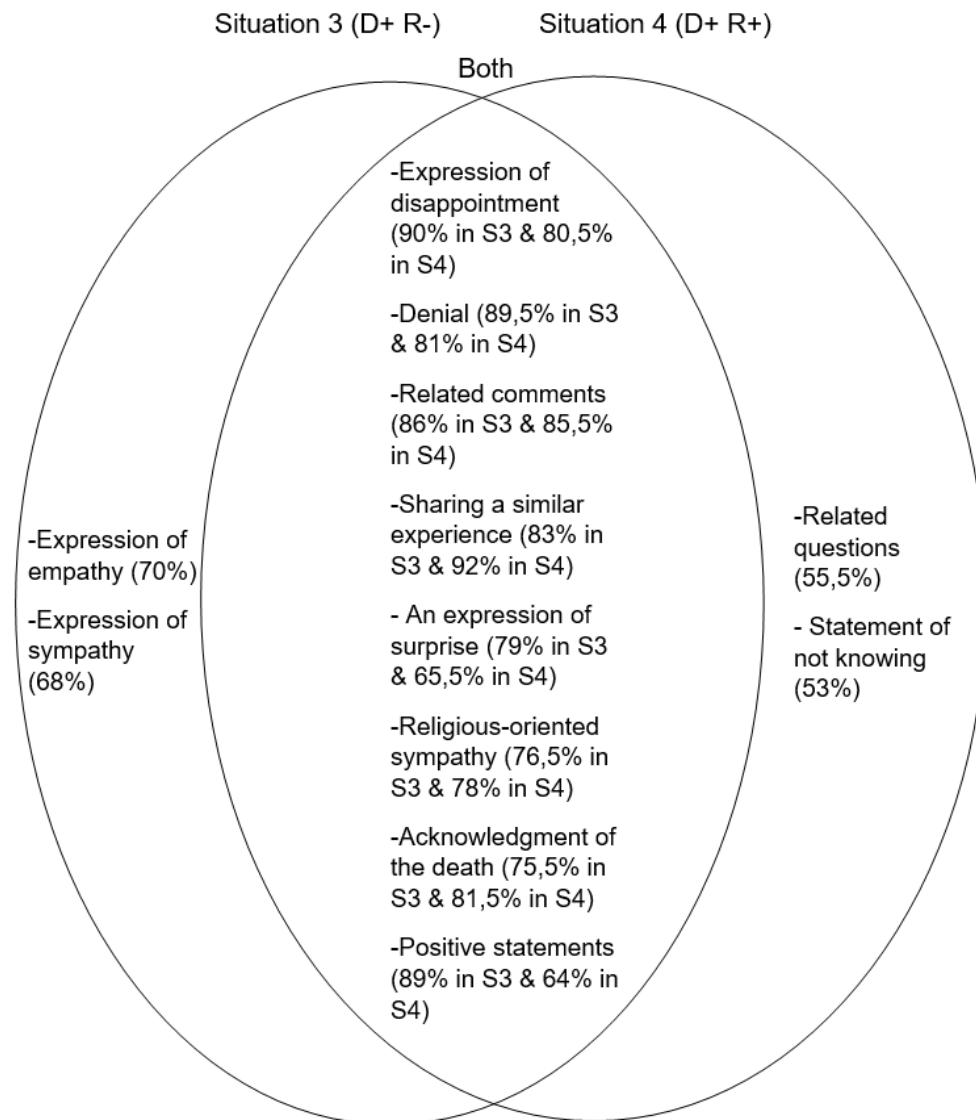 Situation 3 (D+ R-)
Situation 4 (D+ R+)
Both
-Expression of
disappointment
(90% in S3 & 80,5%
in S4)
-Denial (89,5% in S3
& 81% in S4)
-Related comments
(86% in S3 & 85,5%
in S4)
-Sharing a similar
experience (83% in
S3 & 92% in S4)
- An expression of
surprise (79% in S3
& 65,5% in S4)
-Religious-oriented
sympathy (76,5% in
S3 & 78% in S4)
-Acknowledgment of
the death (75,5% in
S3 & 81,5% in S4)
-Positive statements
(89% in S3 & 64% in
S4)
-Expression of
empathy (70%)
-Expression of
sympathy
(68%)
-Related
questions
(55,5%)
- Statement of
not knowing
(53%)